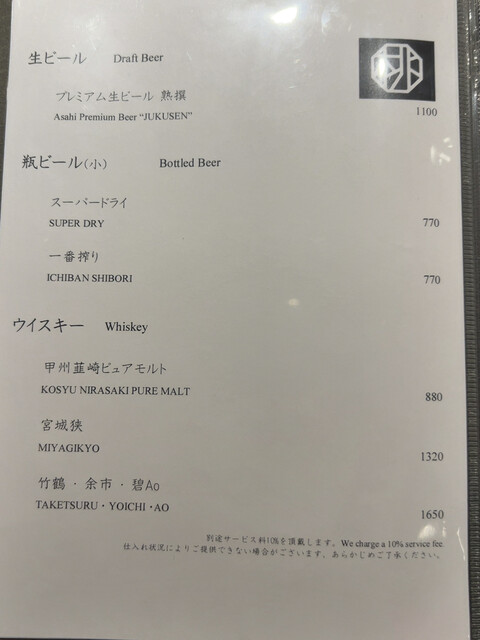 生ビール Draft Beer
プレミアム生ビール 熟撰
Asahi Premium Beer "JUKUSEN" 1100
瓶ビール(小) Bottled Beer
スーパードライ
SUPER DRY 770
一番搾り
ICHIBAN SHIBORI 770
ウイスキー Whiskey
甲州韮崎ピュアモルト
KOSYU NIRASAKI PURE MALT 880
宮城狭
MIYAGIKYO 1320
竹鶴・余市・碧Ao
TAKETSURU・YOICHI・AO 1650
別途サービス料10%を頂戴します。We charge a 10% service fee
仕入れ状況によりご提供できない場合がございます、あらかじめご了承ください。